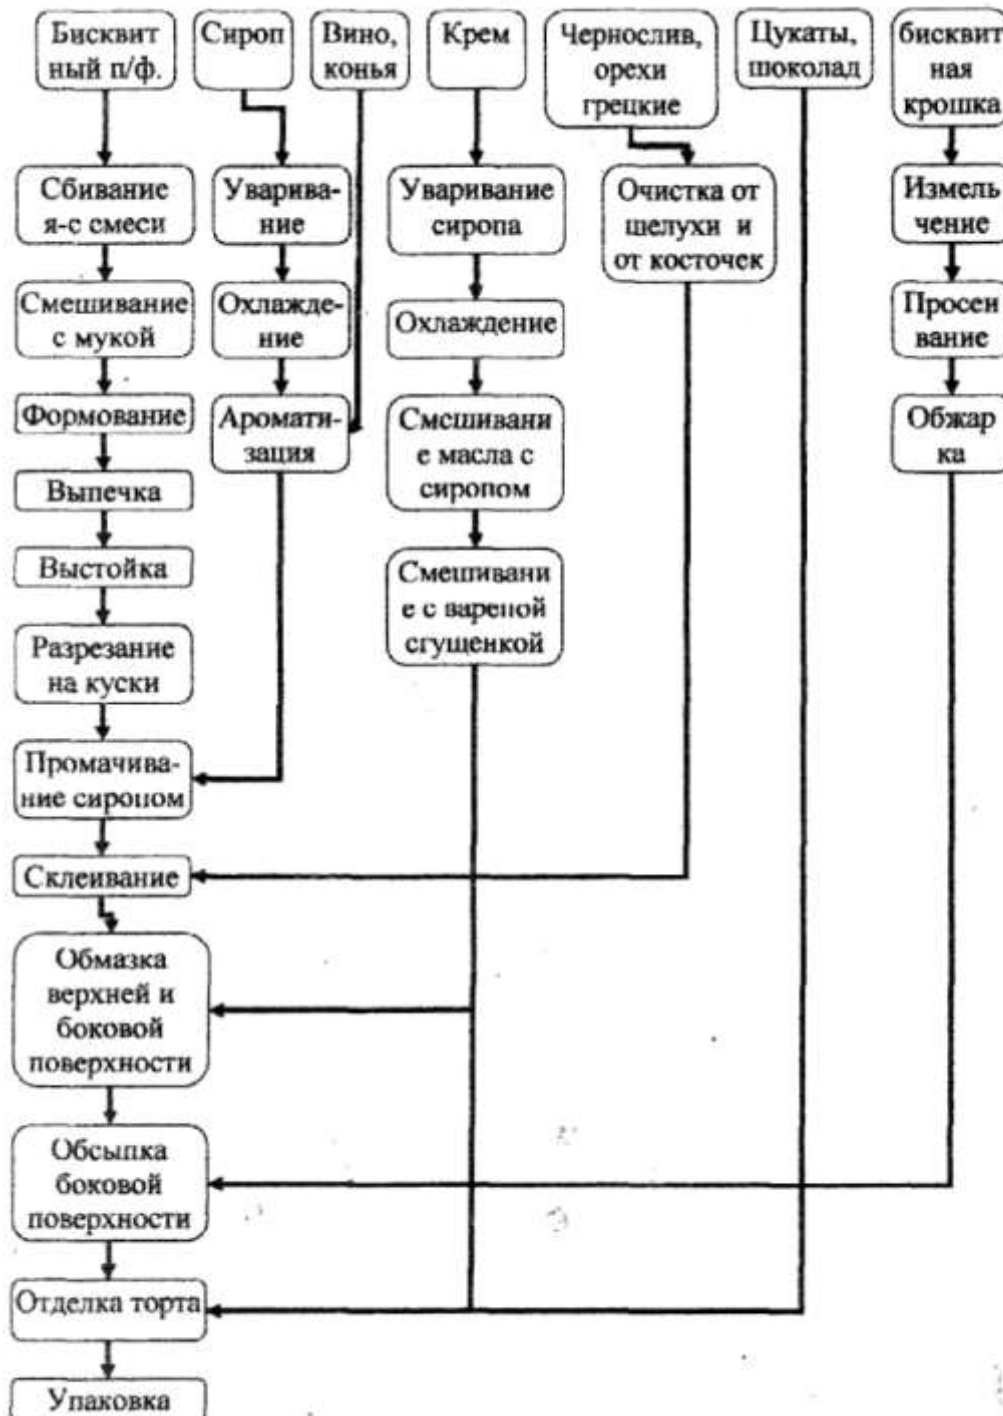 Бисквит
ный п/ф.
Сироп
Вино,
конья
Крем
Чернослив,
орехи
грецкие
Цукаты,
шоколад
бисквит
ная
крошка
Сбивание
я-с смеси
Уварива-
ние
Уваривание
сиропа
Очистка от
шелухи и
от косточек
Измель
чение
Смешивание
с мукой
Охлажде-
ние
Охлаждение
Просеи
вание
Формование
Аромати-
зация
Смешивани
е масла с
сиропом
Обжар
ка
Выпечка
Выстойка
Смешивани
е с вареной
сгущенкой
Разрезание
на куски
Промачива-
ние сиропом
Склеивание
Обмазка
верхней и
боковой
поверхности
Обсыпка
боковой
поверхности
Отделка торта
Упаковка